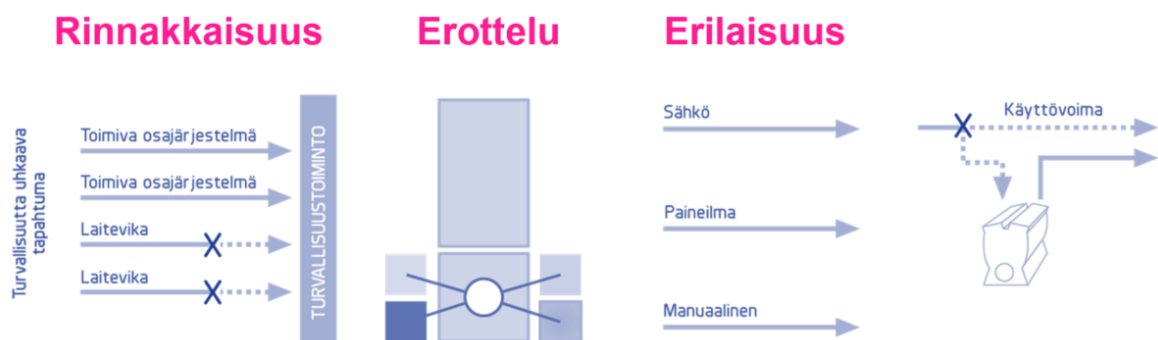 Rinnakkaisuus
Erottelu
Erilaisuus
Turvallisuutta uhkaava
tapahtuma
Toimiva osajärjestelmä
Toimiva osajärjestelmä
Laitevika
Laitevika
TURVALLISUUSTOIMINTO
Sähkö
Paineilma
Manuaalinen
Käyttövoima